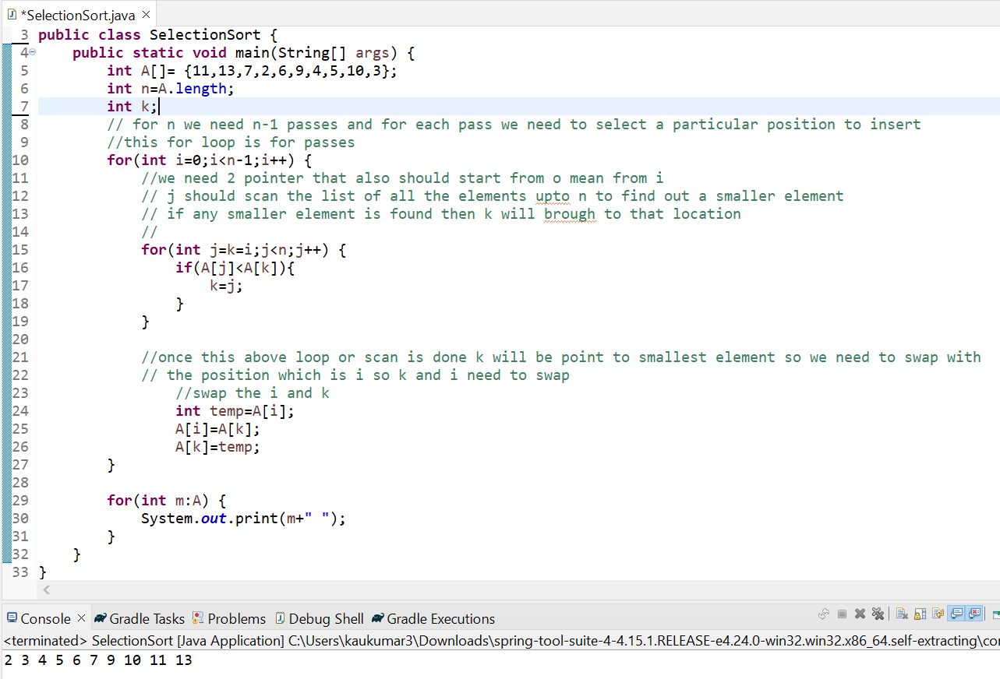 *SelectionSort.java
3 public class SelectionSort {
4 public static void main(String[] args) {
5 int A[]= {11,13,7,2,6,9,4,5,10,3};
6 int n=A.length;
7 int k;
8 // for n we need n-1 passes and for each pass we need to select a particular position to insert
9 //this for loop is for passes
10 for(int i=0;i<n-1;i++) {
11 //we need 2 pointer that also should start from o mean from i
12 // j should scan the list of all the elements upto n to find out a smaller element
13 // if any smaller element is found then k will brough to that location
14 //
15 for(int j=k=i;j<n;j++) {
16 if(A[j]<A[k]){
17 k=j;
18 }
19 }
20
21 //once this above loop or scan is done k will be point to smallest element so we need to swap with
22 // the position which is i so k and i need to swap
23 //swap the i and k
24 int temp=A[i];
25 A[i]=A[k];
26 A[k]=temp;
27 }
28
29 for(int m:A) {
30 System.out.print(m+" ");
31 }
32 }
33 }
Console Gradle Tasks Problems Debug Shell Gradle Executions
<terminated> SelectionSort [Java Application] C:\Users\kaukumar3\Downloads\spring-tool-suite-4-4.15.1.RELEASE-e4.24.0-win32.win32.x86_64.self-extracting\co
2 3 4 5 6 7 9 10 11 13